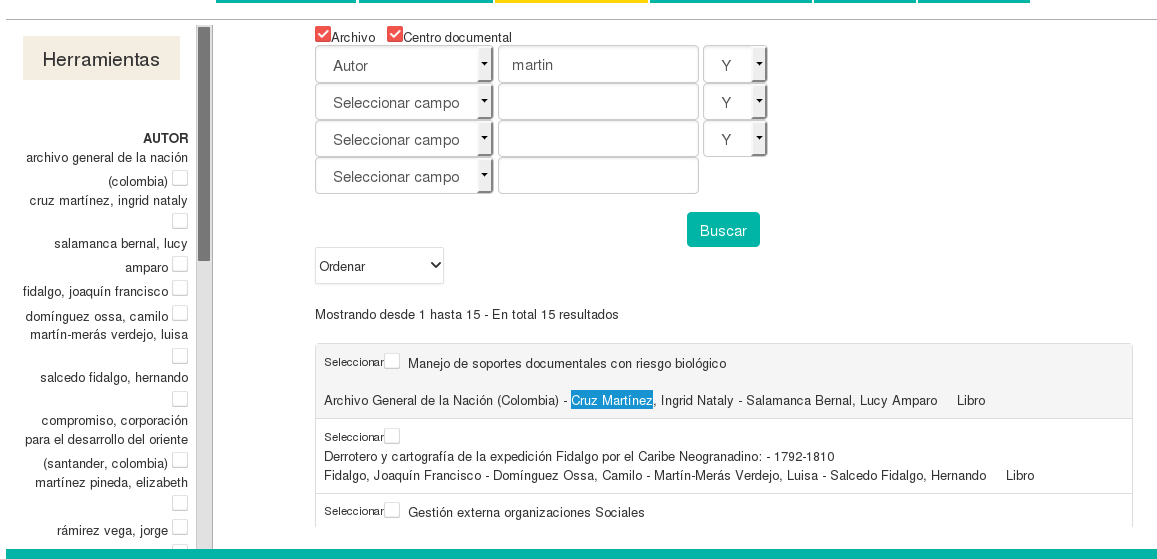 Herramientas
AUTOR
archivo general de la nación
(colombia)
cruz martínez, ingrid nataly
salamanca bernal, lucy
amparo
fidalgo, joaquín francisco
domínguez ossa, camilo
martín-merás verdejo, luisa
salcedo fidalgo, hernando
compromiso, corporación
para el desarrollo del oriente
(santander, colombia)
martínez pineda, elizabeth
rámirez vega, jorge
Archivo Centro documental
Autor martin Y
Seleccionar campo Y
Seleccionar campo Y
Seleccionar campo
Buscar
Ordenar
Mostrando desde 1 hasta 15 - En total 15 resultados
Seleccionar Manejo de soportes documentales con riesgo biológico
Archivo General de la Nación (Colombia) - Cruz Martínez, Ingrid Nataly - Salamanca Bernal, Lucy Amparo Libro
Seleccionar
Derrotero y cartografía de la expedición Fidalgo por el Caribe Neogranadino: - 1792-1810
Fidalgo, Joaquín Francisco - Domínguez Ossa, Camilo - Martín-Merás Verdejo, Luisa - Salcedo Fidalgo, Hernando Libro
Seleccionar Gestión externa organizaciones Sociales